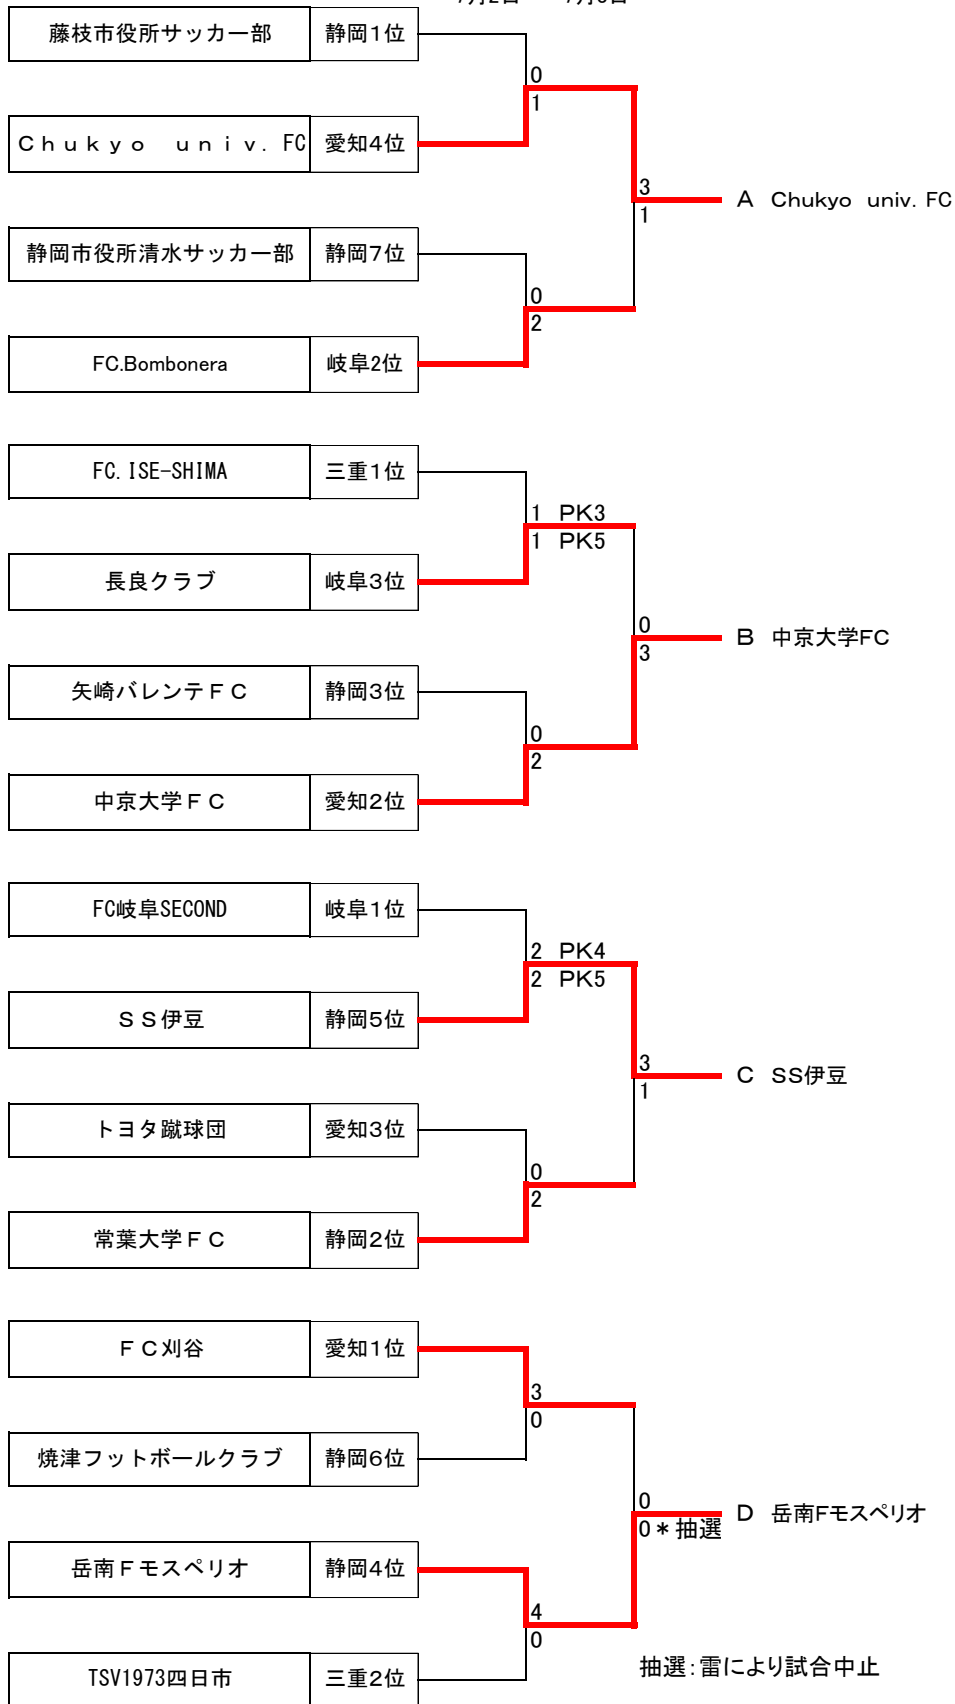 藤枝市役所サッカー部 静岡1位
0
1
Ｃｈｕｋｙｏ　ｕｎｉｖ．FC 愛知4位
3
1
A Chukyo univ. FC
静岡市役所清水サッカー部 静岡7位
0
2
FC.Bombonera 岐阜2位
FC.ISE-SHIMA 三重1位
1 PK3
1 PK5
長良クラブ 岐阜3位
0
3
B 中京大学FC
矢崎バレンテＦＣ 静岡3位
0
2
中京大学ＦＣ 愛知2位
FC岐阜SECOND 岐阜1位
2 PK4
2 PK5
ＳＳ伊豆 静岡5位
3
1
C SS伊豆
トヨタ蹴球団 愛知3位
0
2
常葉大学ＦＣ 静岡2位
ＦＣ刈谷 愛知1位
3
0
焼津フットボールクラブ 静岡6位
0
0＊抽選
D 岳南Fモスペリオ
岳南Ｆモスペリオ 静岡4位
4
0
抽選：雷により試合中止
TSV1973四日市 三重2位